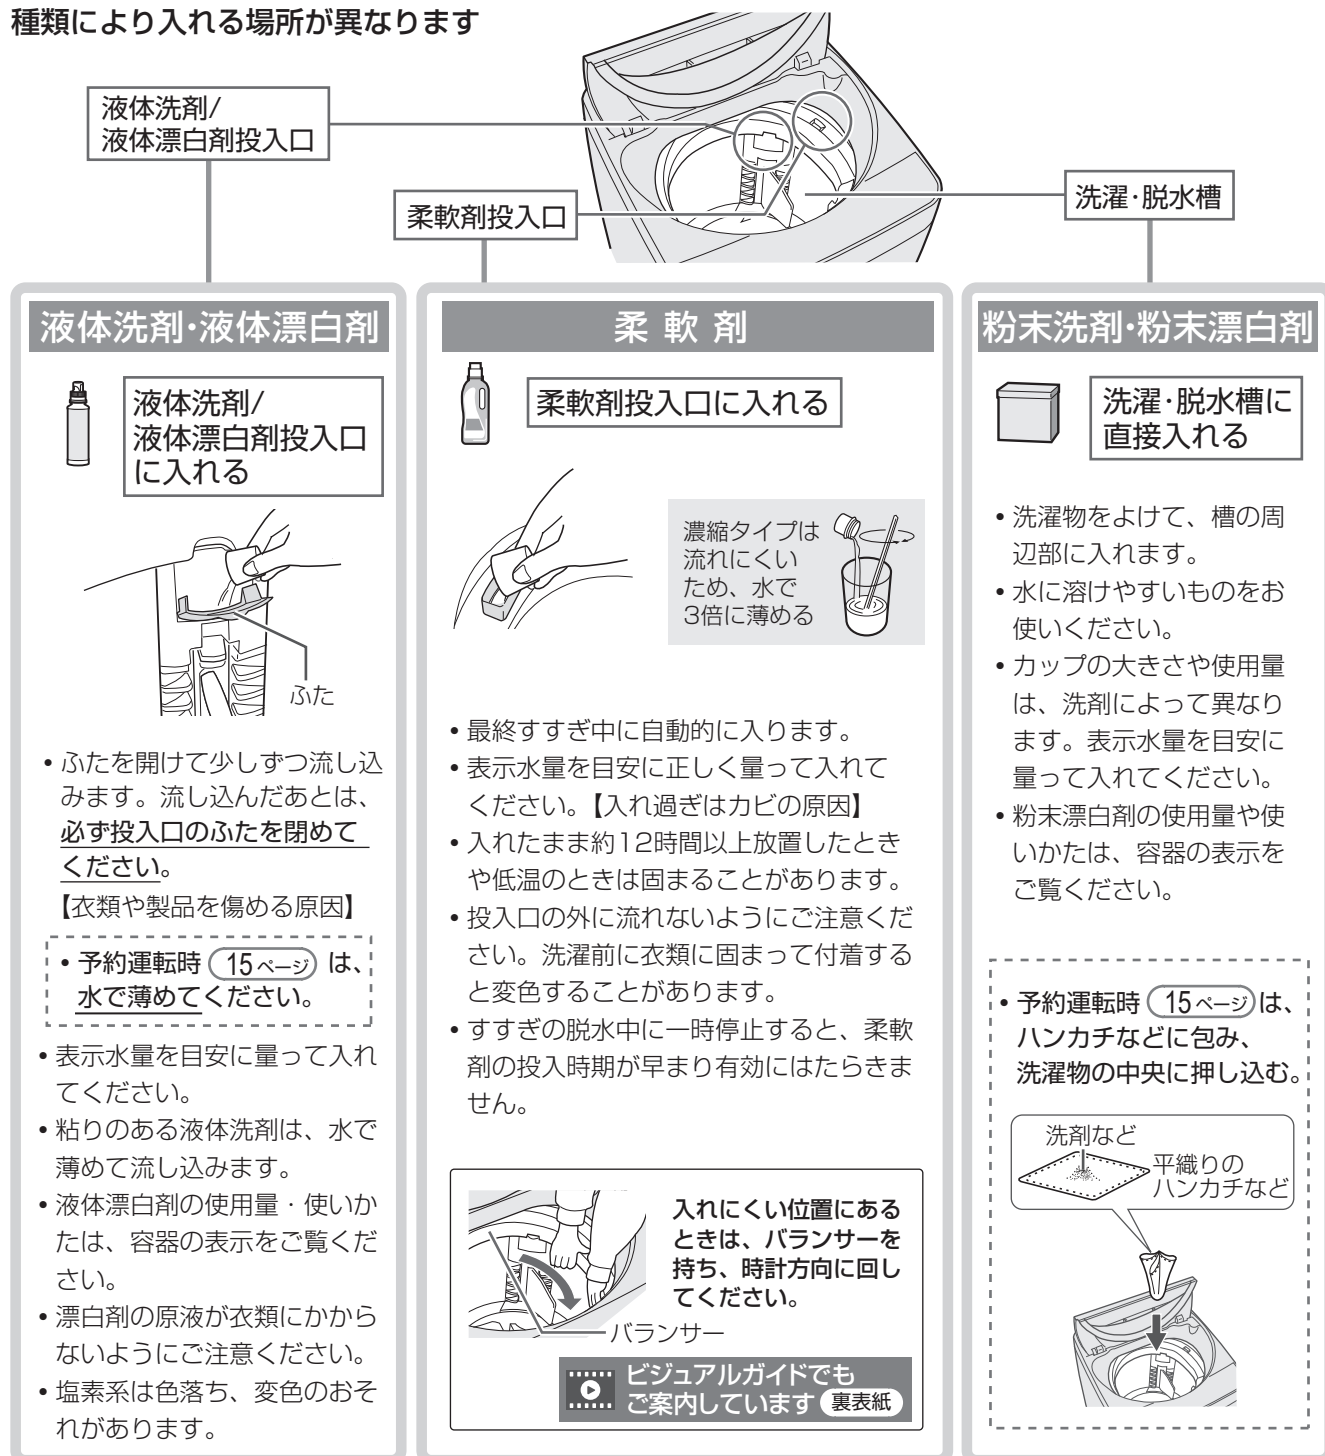 種類により入れる場所が異なります
液体洗剤/
液体漂白剤投入口
柔軟剤投入口
洗濯・脱水槽
液体洗剤・液体漂白剤
液体洗剤/
液体漂白剤投入口
に入れる
ふた
•ふたを開けて少しずつ流し込
みます。流し込んだあとは、
必ず投入口のふたを閉めて
ください。
【衣類や製品を傷める原因】
•予約運転時 15ページ は、
水で薄めてください。
•表示水量を目安に量って入れ
てください。
•粘りのある液体洗剤は、水で
薄めて流し込みます。
•液体漂白剤の使用量・使いか
たは、容器の表示をご覧くだ
さい。
•漂白剤の原液が衣類にかから
ないようにご注意ください。
•塩素系は色落ち、変色のおそ
れがあります。
柔軟剤
柔軟剤投入口に入れる
濃縮タイプは
流れにくい
ため、水で
3倍に薄める
•最終すすぎ中に自動的に入ります。
•表示水量を目安に正しく量って入れて
ください。【入れ過ぎはカビの原因】
•入れたまま約12時間以上放置したとき
や低温のときは固まることがあります。
•投入口の外に流れないようにご注意くだ
さい。洗濯前に衣類に固まって付着する
と変色することがあります。
•すすぎの脱水中に一時停止すると、柔軟
剤の投入時期が早まり有効にはたらきま
せん。
入れにくい位置にある
ときは、バランサーを
持ち、時計方向に回し
てください。
バランサー
ビジュアルガイドでも
ご案内しています 裏表紙
粉末洗剤・粉末漂白剤
洗濯・脱水槽に
直接入れる
•洗濯物をよけて、槽の周
辺部に入れます。
•水に溶けやすいものをお
使いください。
•カップの大きさや使用量
は、洗剤によって異なり
ます。表示水量を目安に
量って入れてください。
•粉末漂白剤の使用量や使
いかたは、容器の表示を
ご覧ください。
•予約運転時 15ページ は、
ハンカチなどに包み、
洗濯物の中央に押し込む。
洗剤など
平織りの
ハンカチなど